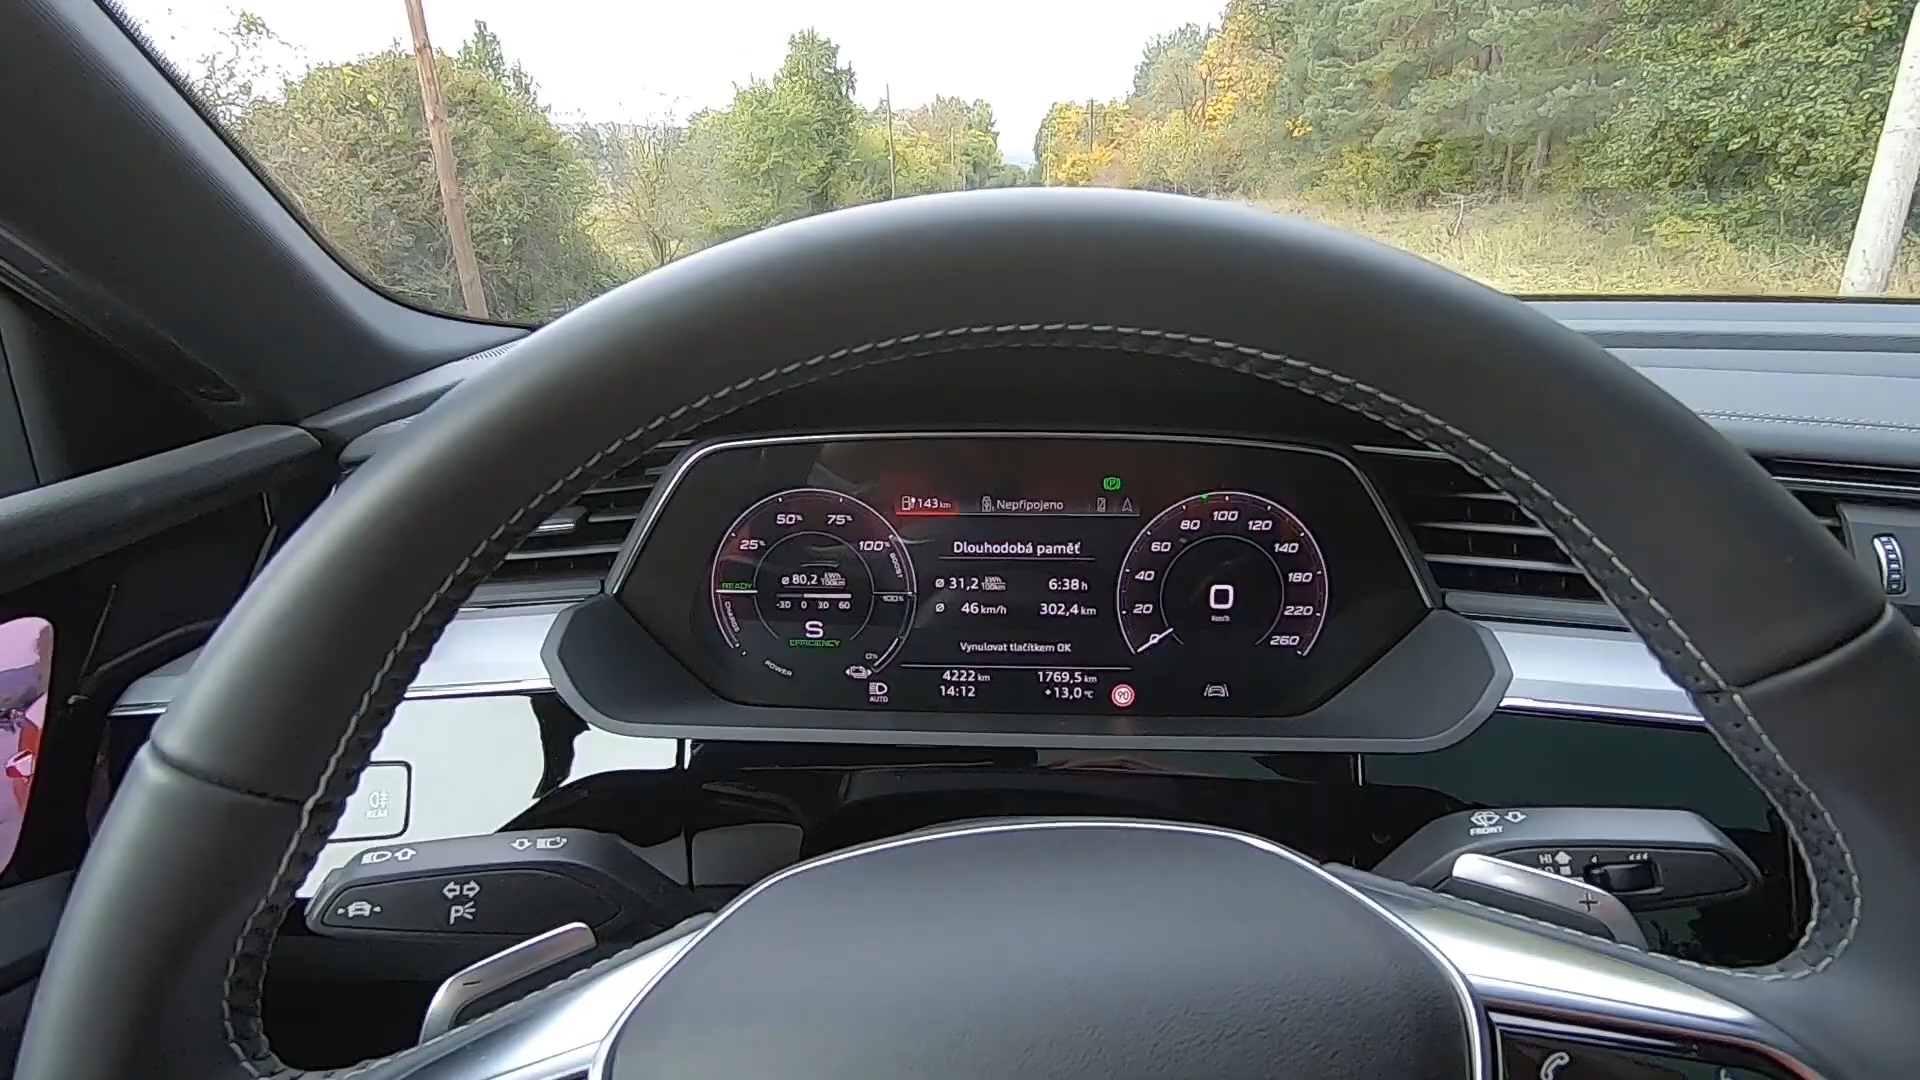 143 km
Nepřipojeno
50% 75%
25% 100%
BOOST
READY
CHARGE
ø 80,2 kWh/100km
-30 0 30 60
S
EFFICIENCY
100%
0%
POWER
Dlouhodobá paměť
ø 31,2 kWh/100km 6:38 h
ø 46 km/h 302,4 km
Vynulovat tlačítkem OK
4222 km 1769,5 km
14:12 +13,0 °C
90
AUTO
0 20 40 60 80 100 120 140 180 220 260
0
km/h
P
REAR
FRONT
HI
P
-
+